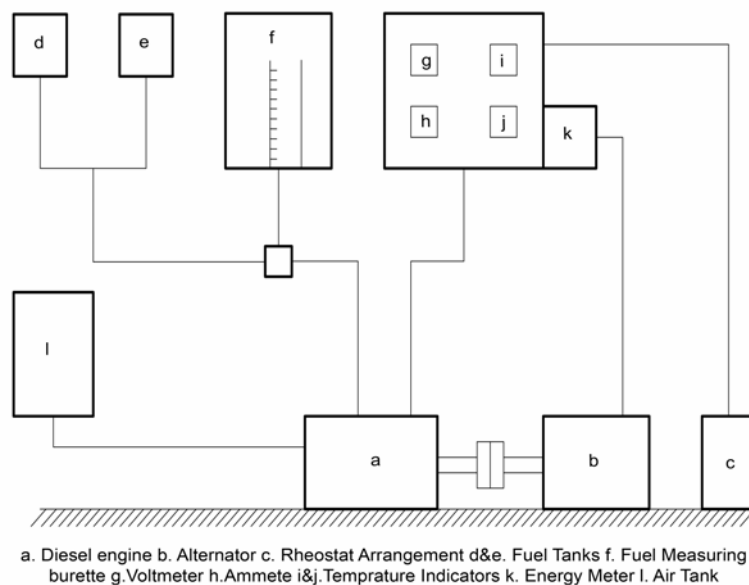 d
e
f
g
i
h
j
k
l
a
b
c
a. Diesel engine b. Alternator c. Rheostat Arrangement d&e. Fuel Tanks f. Fuel Measuring
burette g.Voltmeter h.Ammete i&j.Temprature Indicators k. Energy Meter l. Air Tank